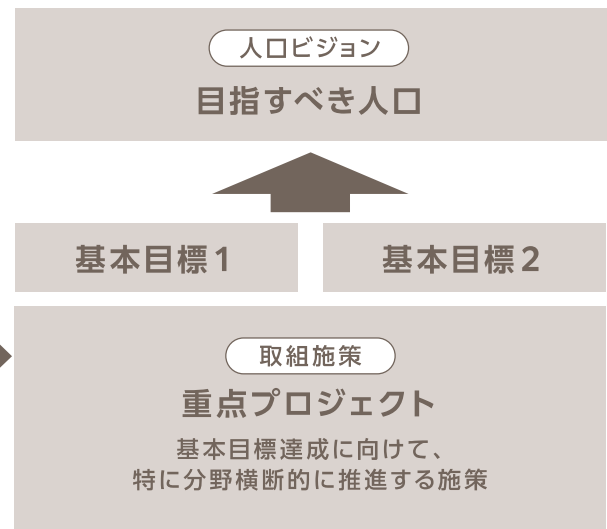 人口ビジョン
目指すべき人口
基本目標1
基本目標2
取組施策
重点プロジェクト
基本目標達成に向けて、
特に分野横断的に推進する施策